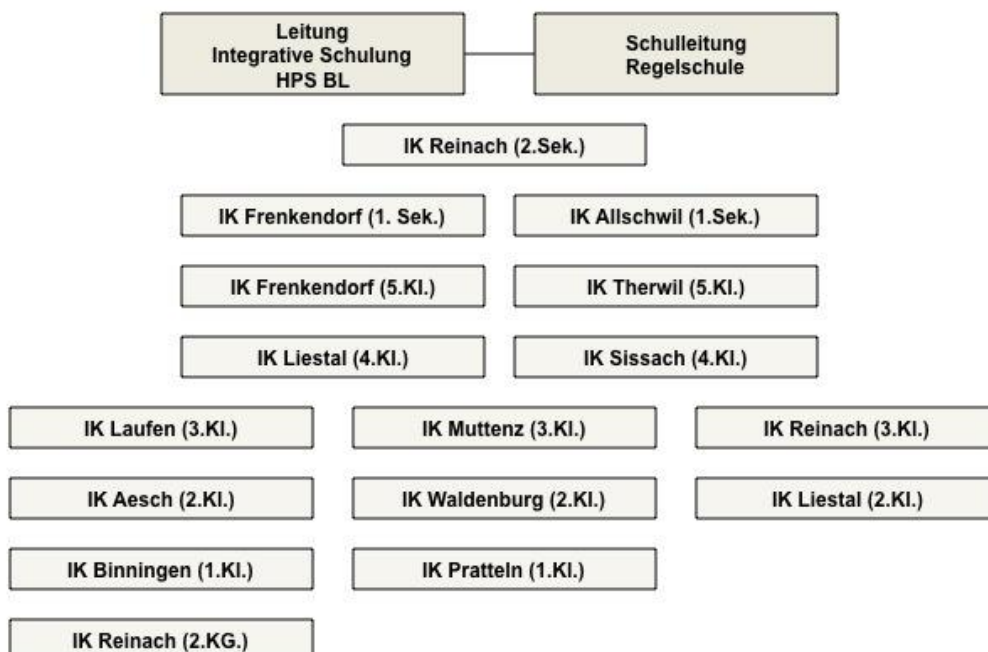 Leitung
Integrative Schulung
HPS BL
Schulleitung
Regelschule
IK Reinach (2.Sek.)
IK Frenkendorf (1. Sek.)
IK Allschwil (1.Sek.)
IK Frenkendorf (5.Kl.)
IK Therwil (5.Kl.)
IK Liestal (4.Kl.)
IK Sissach (4.Kl.)
IK Laufen (3.Kl.)
IK Muttenz (3.Kl.)
IK Reinach (3.Kl.)
IK Aesch (2.Kl.)
IK Waldenburg (2.Kl.)
IK Liestal (2.Kl.)
IK Binningen (1.Kl.)
IK Pratteln (1.Kl.)
IK Reinach (2.KG.)